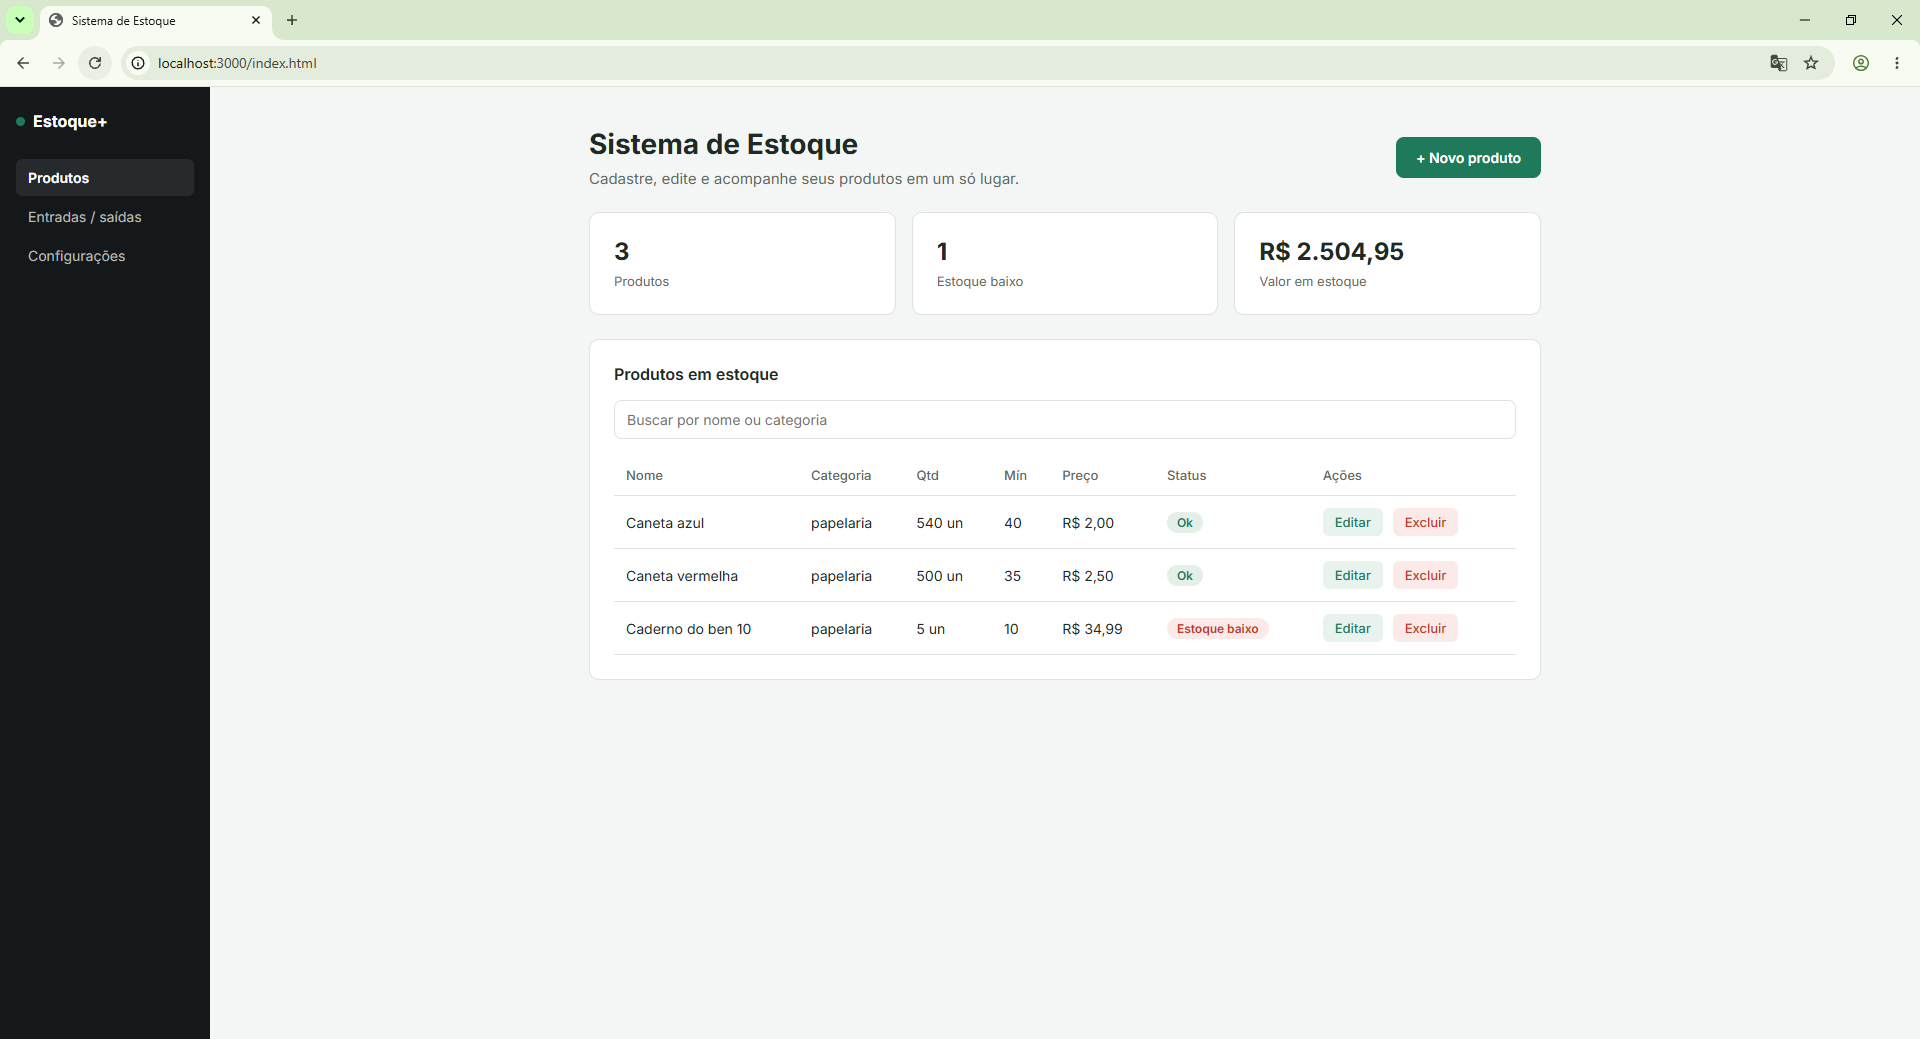 Sistema de Estoque
localhost:3000/index.html
Estoque+
Produtos
Entradas / saídas
Configurações
Sistema de Estoque
Cadastre, edite e acompanhe seus produtos em um só lugar.
+ Novo produto
3
Produtos
1
Estoque baixo
R$ 2.504,95
Valor em estoque
Produtos em estoque
Buscar por nome ou categoria
Nome Categoria Qtd Mín Preço Status Ações
Caneta azul papelaria 540 un 40 R$ 2,00 Ok Editar Excluir
Caneta vermelha papelaria 500 un 35 R$ 2,50 Ok Editar Excluir
Caderno do ben 10 papelaria 5 un 10 R$ 34,99 Estoque baixo Editar Excluir